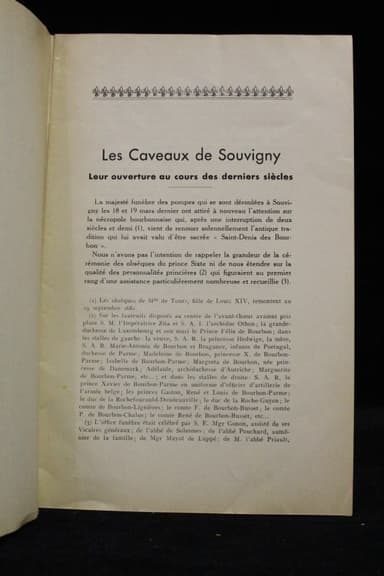 Les Caveaux de Souvigny
Leur ouverture au cours des derniers siècles
La majesté funèbre des pompes qui se sont déroulées à Souvi-
gny les 18 et 19 mars dernier ont attiré à nouveau l'attention sur
la nécropole bourbonnaise qui, après une interruption de deux
siècles et demi (1), vient de renouer solennellement l'antique tra-
dition qui lui avait valu d'être sacrée « Saint-Denis des Bour-
bon ».
Nous n'avons pas l'intention de rappeler la grandeur de la cé-
rémonie des obsèques du prince Sixte ni de nous étendre sur la
qualité des personnalités princières (2) qui figuraient au premier
rang d'une assistance particulièrement nombreuse et recueillie (3).
(1) Les obsèques de Mlle de Tours, fille de Louis XIV, remontent au
septembre 1681
(2) Sur les fauteuils disposés au centre de l'avant-chœur avaient pris
place S. M. l'Impératrice Zita et S. A. I. l'archiduc Othon; la grande-
duchesse de Luxembourg et son mari le Prince Félix de Bourbon; dans
les stalles de gauche: la veuve, S. A. R. la princesse Hedwige, la mère,
S. A. R. Marie-Antonia de Bourbon et Bragance, infante de Portugal,
duchesse de Parme; Madeleine de Bourbon, princesse X. de Bourbon-
Parme; Isabelle de Bourbon-Parme; Margreta de Bourbon, née prin-
cesse de Danemark; Adélaïde, archiduchesse d'Autriche; Marguerite
de Bourbon-Parme, etc...; et dans les stalles de droite: S. A. R. le
prince Xavier de Bourbon-Parme en uniforme d'officier d'artillerie de
l'armée belge; les princes Gaëtan, René et Louis de Bourbon-Parme;
le duc de la Rochefoucauld-Doudeauville; le duc de la Roche-Guyon; le
comte de Bourbon-Lignières; le comte F. de Bourbon-Busset; le comte
P. de Bourbon-Chalus; le comte René de Bourbon-Busset, etc...
(3) L'office funèbre était célébré par S. E. Mgr Gonon, assisté de ses
Vicaires généraux; de l'abbé de Solesmes; de l'abbé Pouchard, aumô-
nier de la famille; de Mgr Mayol de Luppé; de M. l'abbé Prieult,